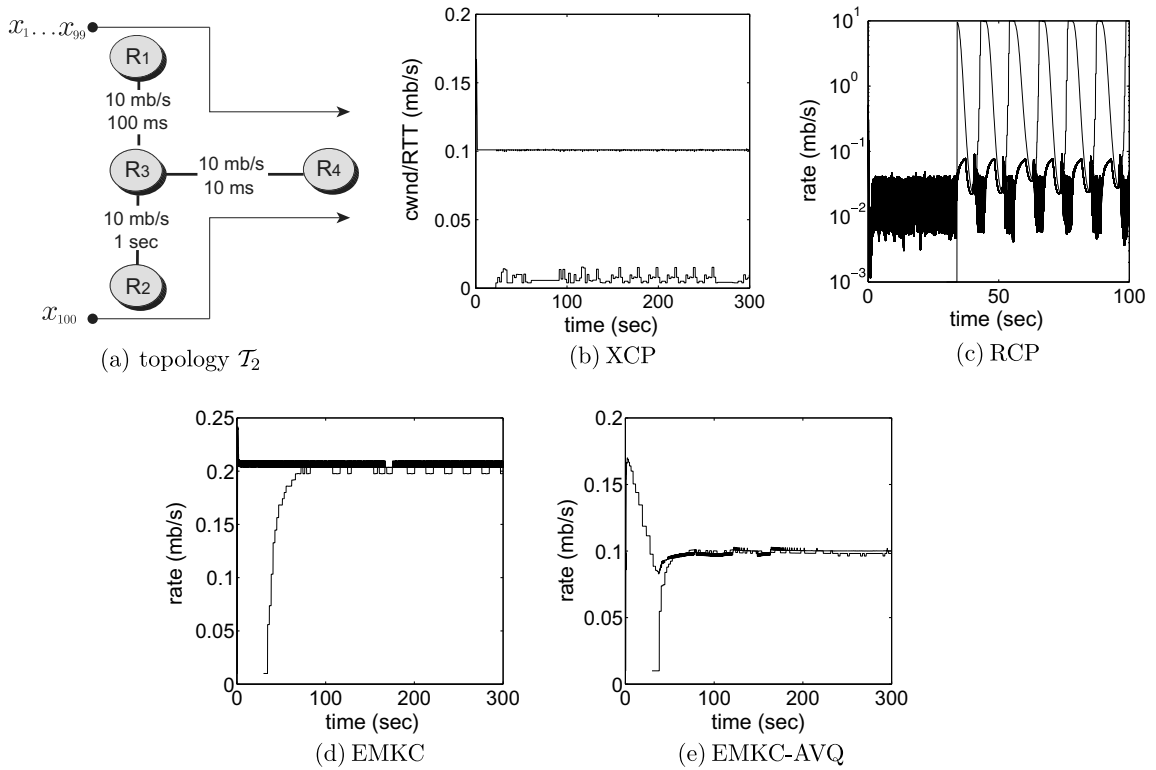 x₁...x₉₉
R₁
10 mb/s
100 ms
R₃
10 mb/s
10 ms
R₄
10 mb/s
1 sec
R₂
x₁₀₀
(a) topology 𝒯₂
cwnd/RTT (mb/s)
0.2
0.15
0.1
0.05
0
0 100 200 300
time (sec)
(b) XCP
rate (mb/s)
10¹
10⁰
10⁻¹
10⁻²
10⁻³
0 50 100
time (sec)
(c) RCP
rate (mb/s)
0.25
0.2
0.15
0.1
0.05
0
0 100 200 300
time (sec)
(d) EMKC
rate (mb/s)
0.2
0.15
0.1
0.05
0
0 100 200 300
time (sec)
(e) EMKC-AVQ